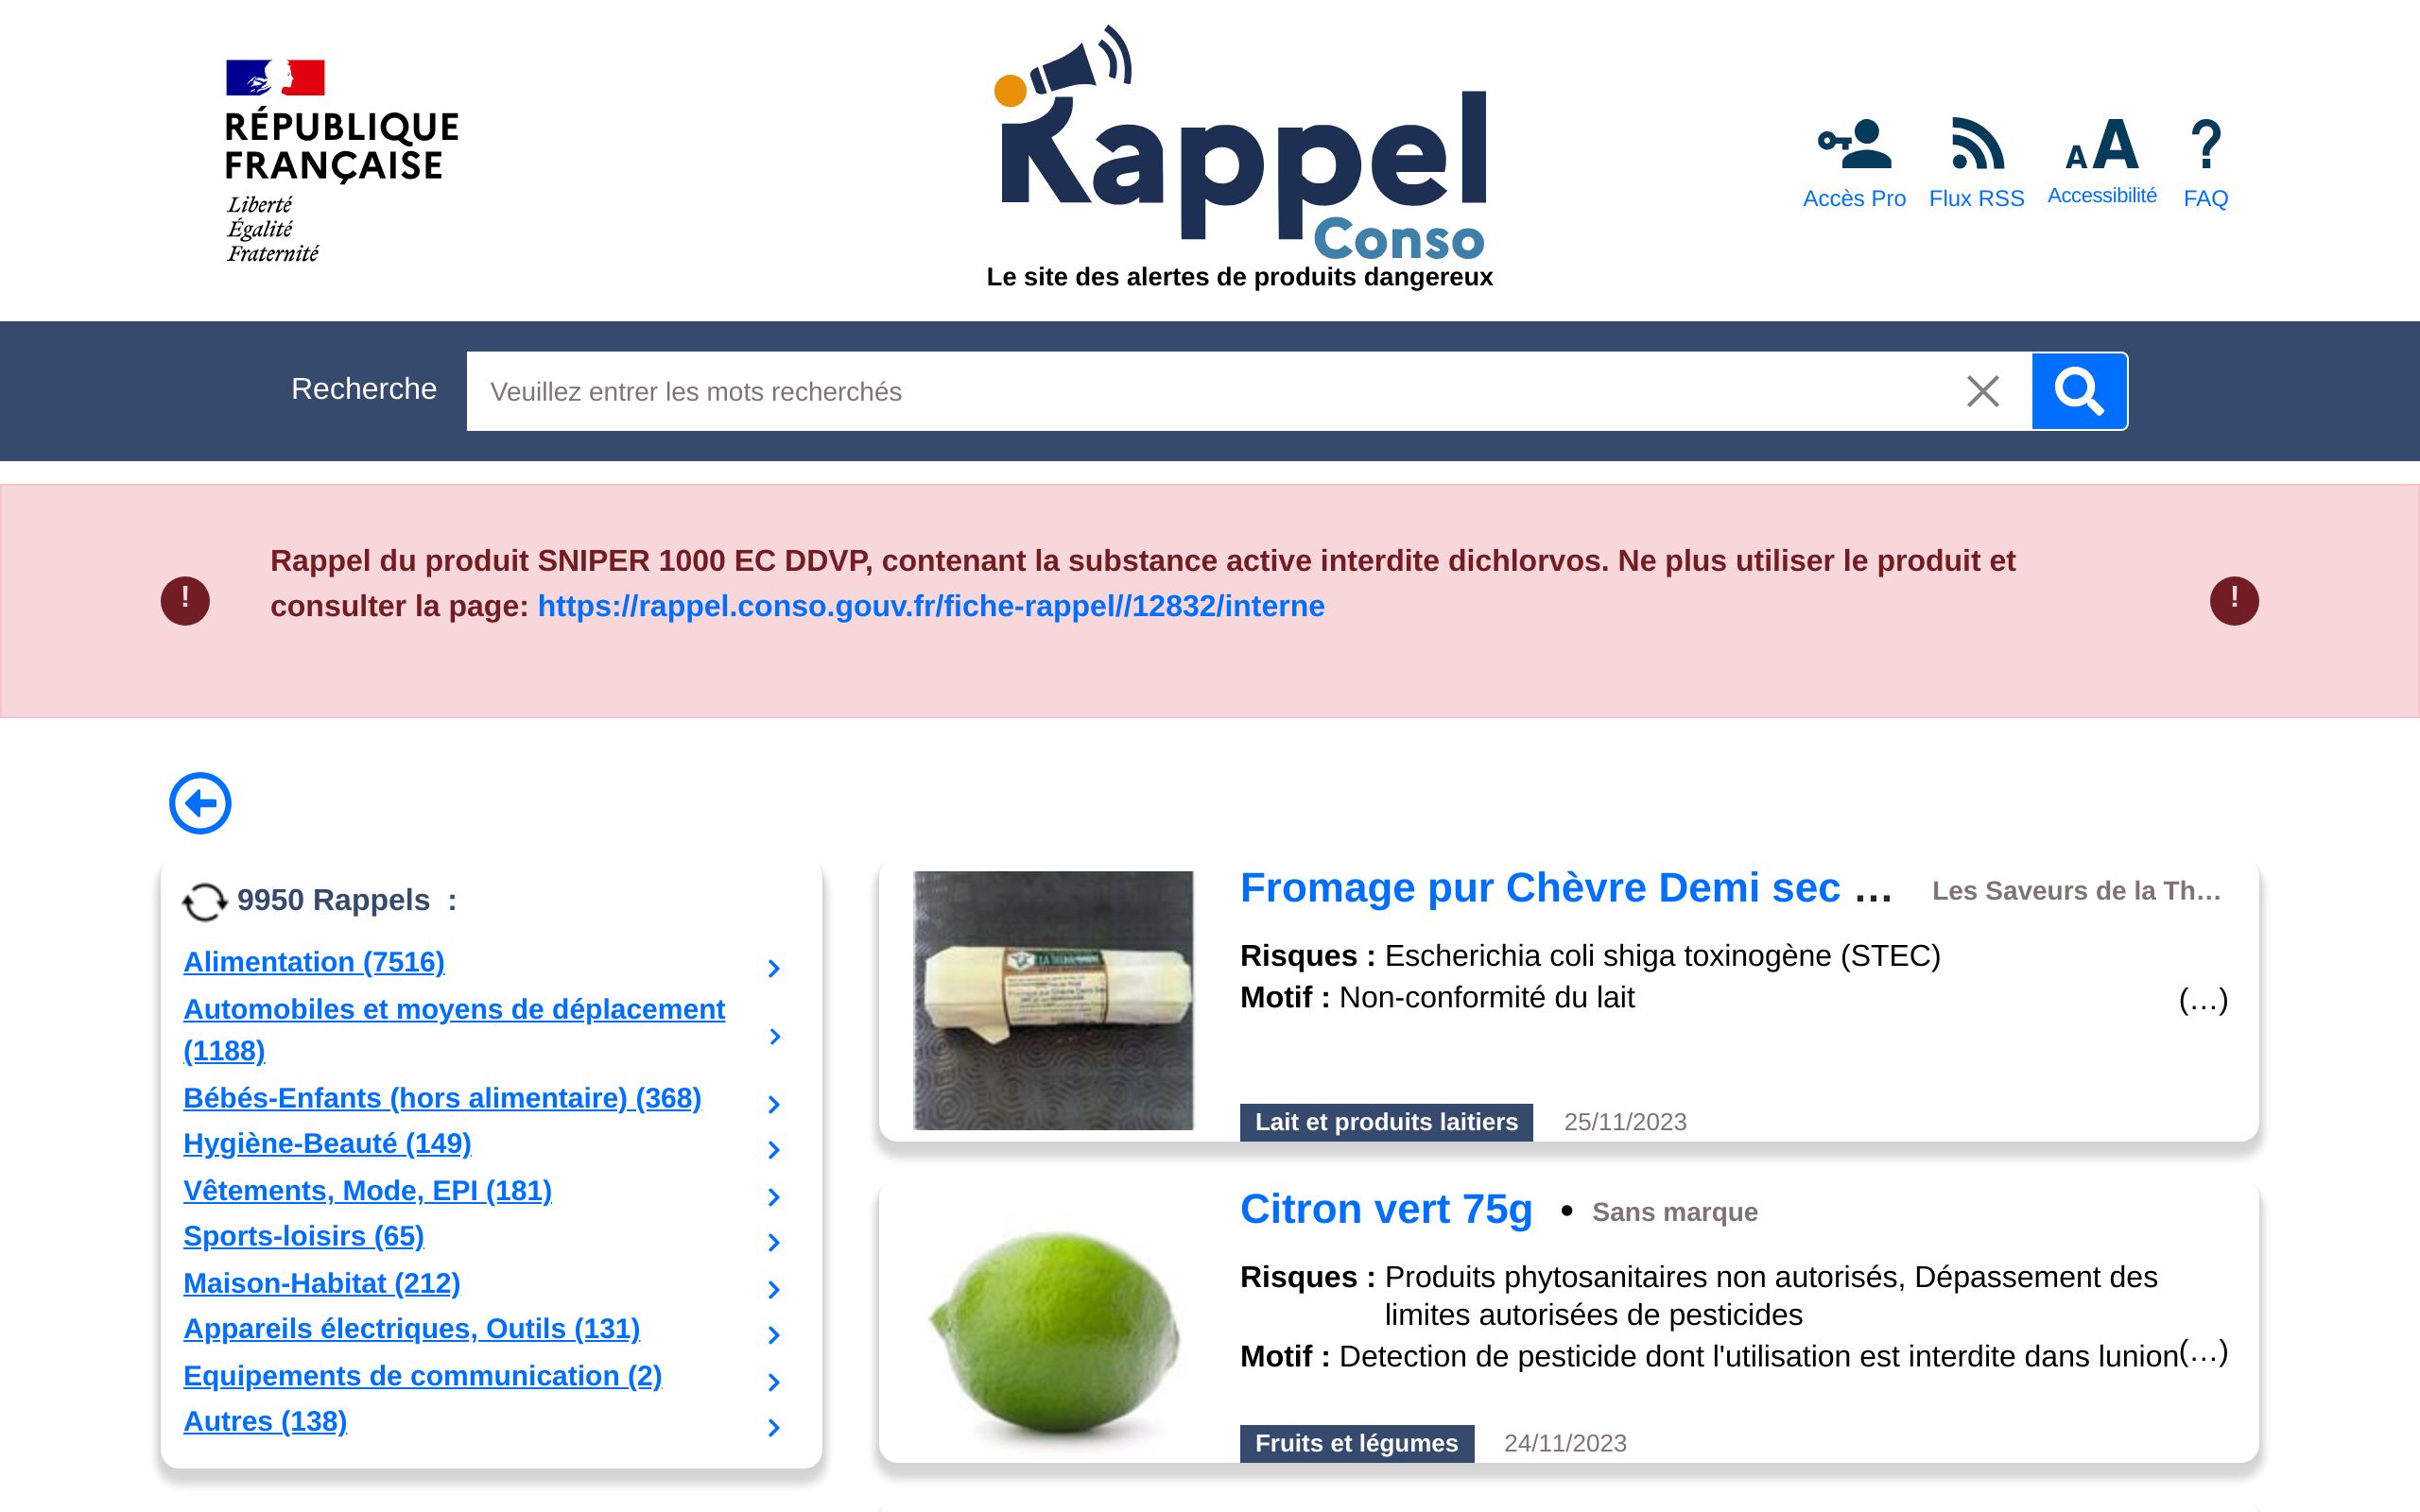 RÉPUBLIQUE
FRANÇAISE
Liberté
Égalité
Fraternité
Rappel
Conso
Le site des alertes de produits dangereux
Accès Pro
Flux RSS
Accessibilité
FAQ
Recherche
Veuillez entrer les mots recherchés
Rappel du produit SNIPER 1000 EC DDVP, contenant la substance active interdite dichlorvos. Ne plus utiliser le produit et
consulter la page: https://rappel.conso.gouv.fr/fiche-rappel//12832/interne
9950 Rappels :
Alimentation (7516)
Automobiles et moyens de déplacement
(1188)
Bébés-Enfants (hors alimentaire) (368)
Hygiène-Beauté (149)
Vêtements, Mode, EPI (181)
Sports-loisirs (65)
Maison-Habitat (212)
Appareils électriques, Outils (131)
Equipements de communication (2)
Autres (138)
Fromage pur Chèvre Demi sec ... Les Saveurs de la Th...
Risques : Escherichia coli shiga toxinogène (STEC)
Motif : Non-conformité du lait (...)
Lait et produits laitiers 25/11/2023
Citron vert 75g • Sans marque
Risques : Produits phytosanitaires non autorisés, Dépassement des
limites autorisées de pesticides
Motif : Detection de pesticide dont l'utilisation est interdite dans lunion(...)
Fruits et légumes 24/11/2023